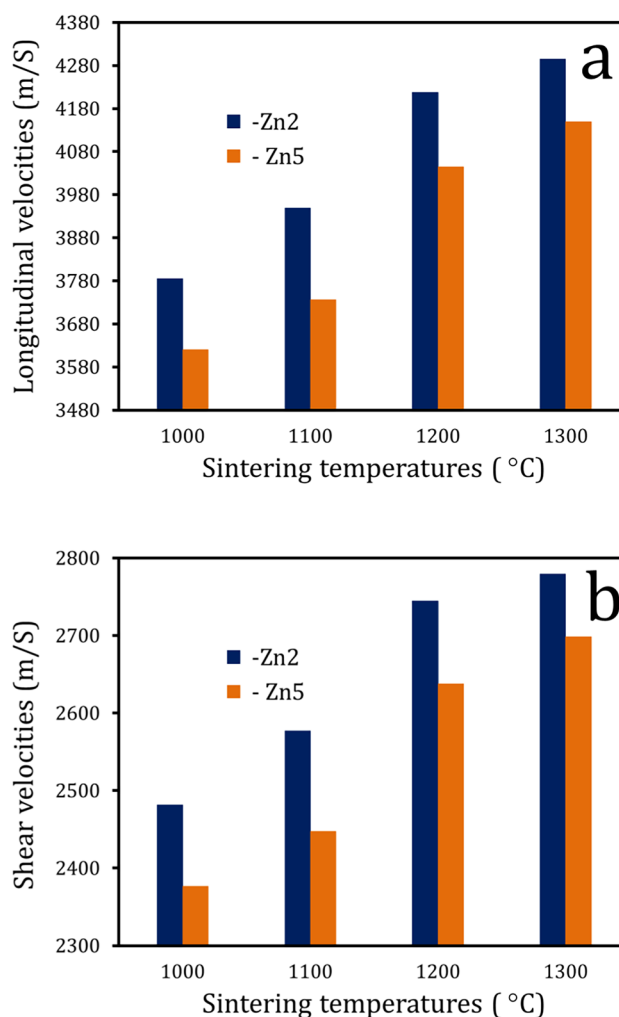 a
Longitudinal velocities (m/S)
4380
4280
4180
4080
3980
3880
3780
3680
3580
3480
-Zn2
- Zn5
1000 1100 1200 1300
Sintering temperatures ( °C)
b
Shear velocities (m/S)
2800
2700
2600
2500
2400
2300
-Zn2
- Zn5
1000 1100 1200 1300
Sintering temperatures ( °C)